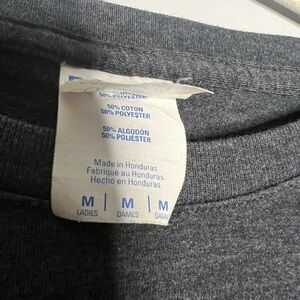 50% POLYESTER
50% COTTON
50% POLYESTER
50% ALGODÓN
50% POLIÉSTER
Made in Honduras
Fabriqué au Honduras
Hecho en Honduras
M | M | M
LADIES DAMES